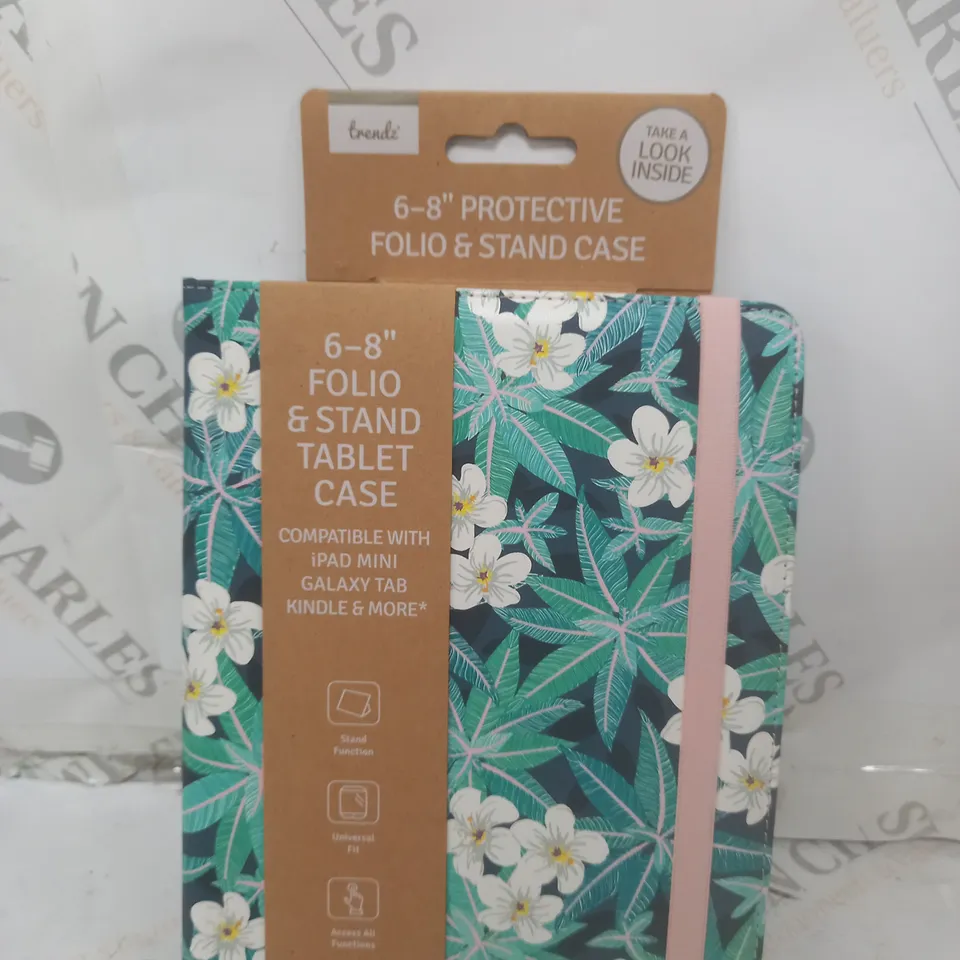 trendz
TAKE A
LOOK
INSIDE
6–8" PROTECTIVE
FOLIO & STAND CASE
6–8"
FOLIO
& STAND
TABLET
CASE
COMPATIBLE WITH
iPAD MINI
GALAXY TAB
KINDLE & MORE*
Stand
Function
Universal
Fit
Access All
Functions